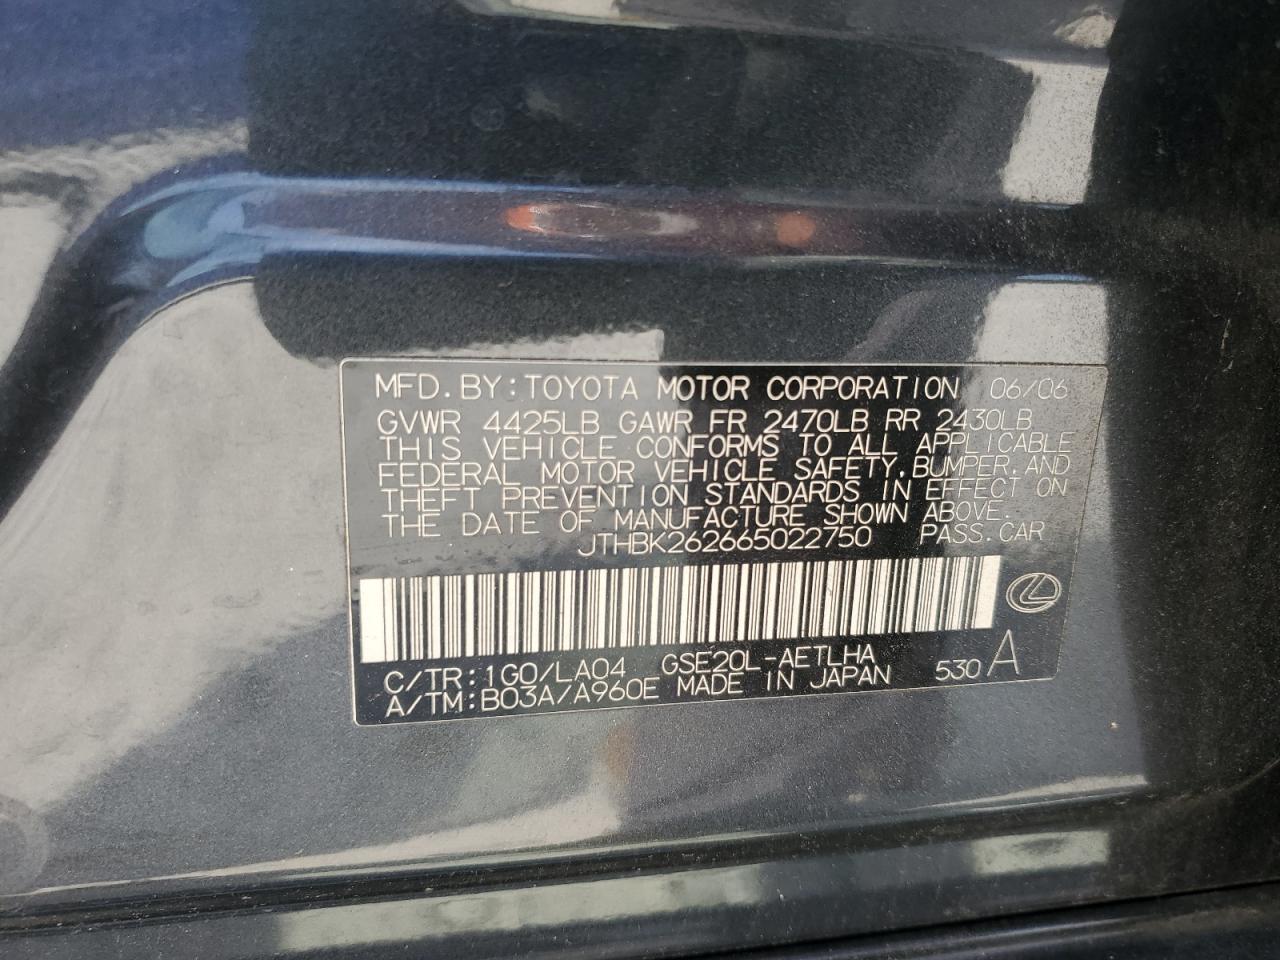 MFD. BY: TOYOTA MOTOR CORPORATION 06/06
GVWR 4425LB GAWR FR 2470LB RR 2430LB
THIS VEHICLE CONFORMS TO ALL APPLICABLE
FEDERAL MOTOR VEHICLE SAFETY, BUMPER, AND
THEFT PREVENTION STANDARDS IN EFFECT ON
THE DATE OF MANUFACTURE SHOWN ABOVE.
JTHBK262665022750 PASS. CAR
C/TR: 1G0/LA04 GSE20L-AETLHA
A/TM: B03A/A960E MADE IN JAPAN 530 A